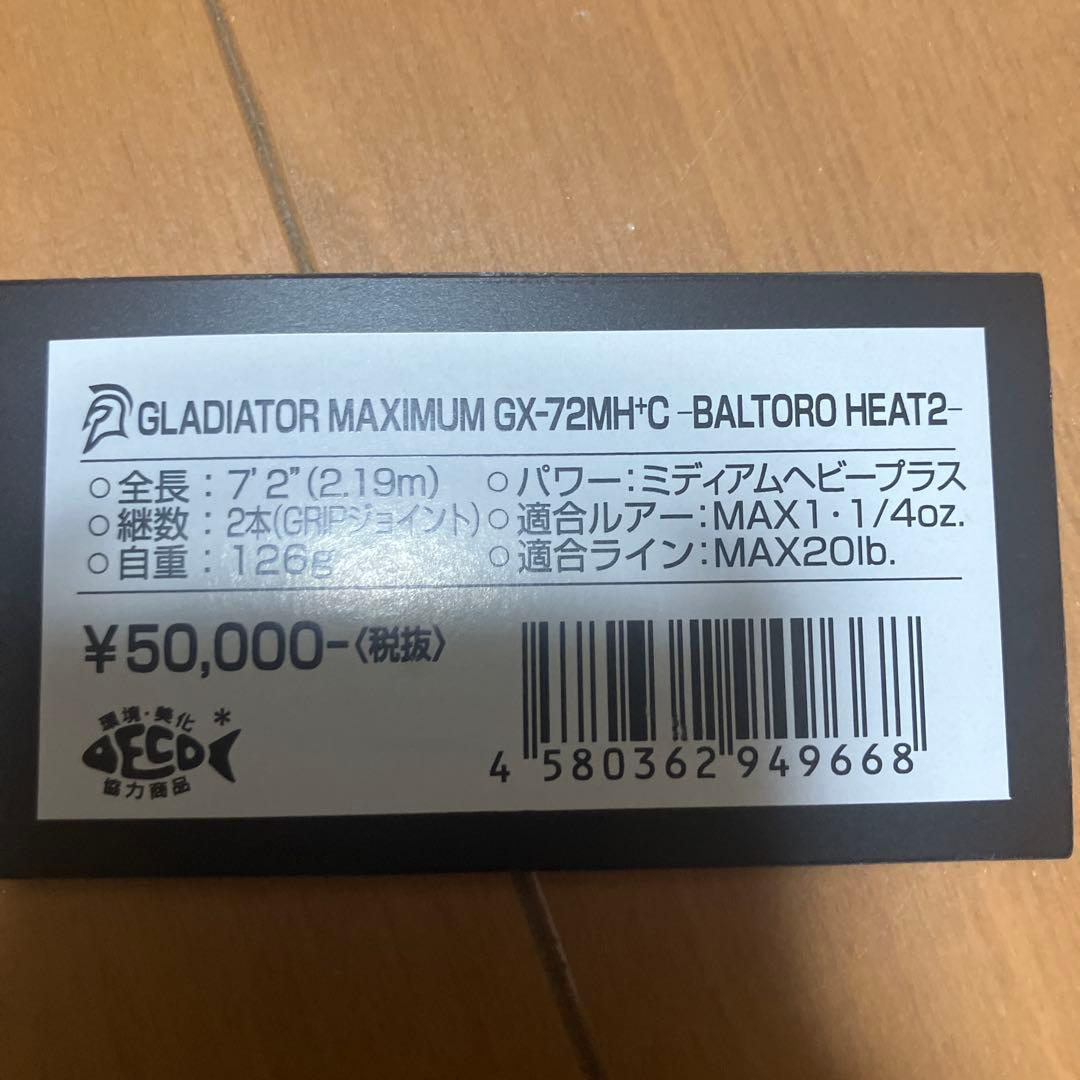 GLADIATOR MAXIMUM GX-72MH⁺C -BALTORO HEAT2-
○全長：7'2"(2.19m) ○パワー：ミディアムヘビープラス
○継数：2本(GRIPジョイント) ○適合ルアー：MAX1・1/4oz.
○自重：126g ○適合ライン：MAX20lb.
¥50,000-〈税抜〉
環境・美化
ECO
協力商品
4 580362 949668